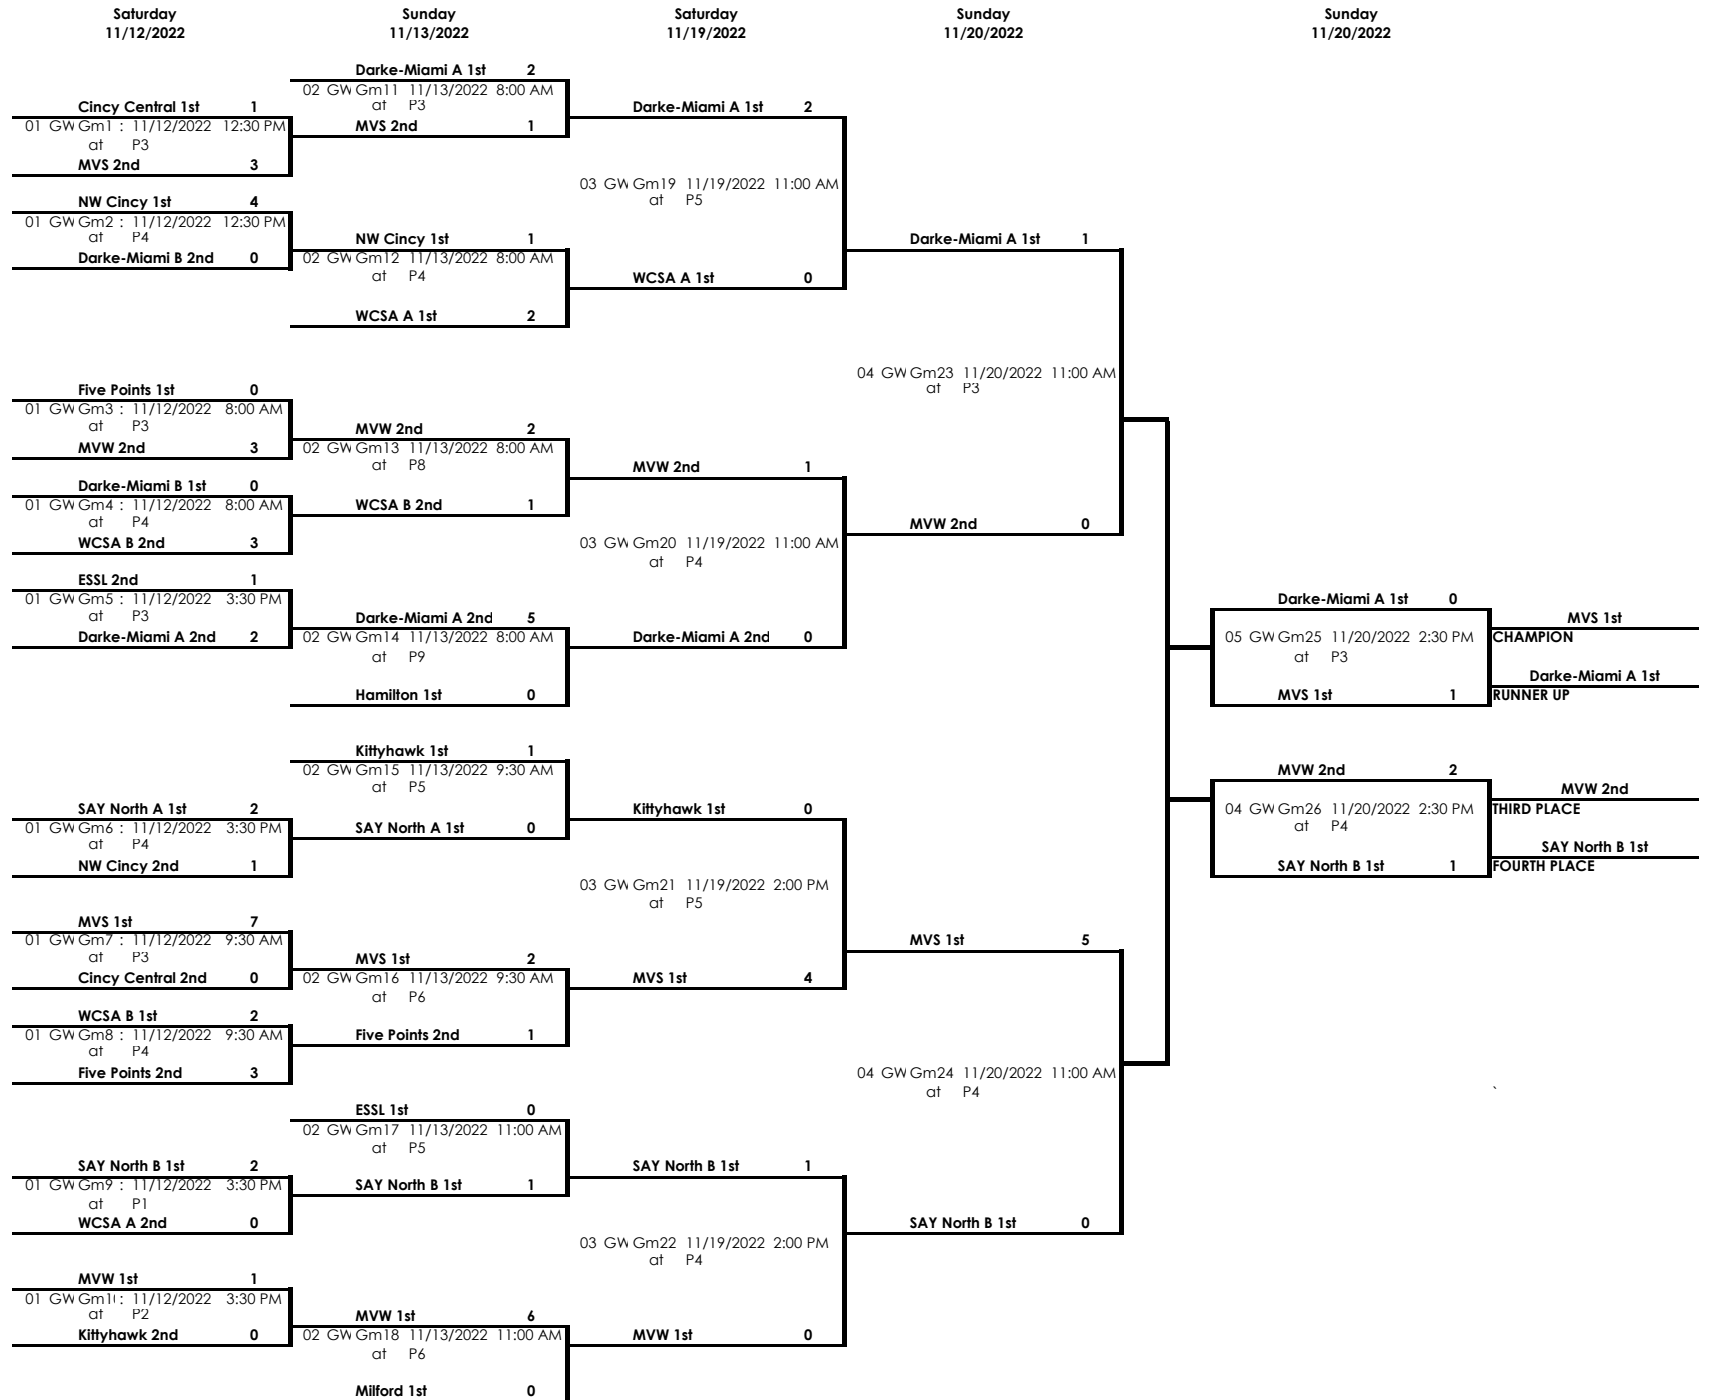 Saturday
11/12/2022
Sunday
11/13/2022
Saturday
11/19/2022
Sunday
11/20/2022
Sunday
11/20/2022
Cincy Central 1st 1
01 GW Gm1 : 11/12/2022 12:30 PM
at P3
MVS 2nd 3
NW Cincy 1st 4
01 GW Gm2 : 11/12/2022 12:30 PM
at P4
Darke-Miami B 2nd 0
Five Points 1st 0
01 GW Gm3 : 11/12/2022 8:00 AM
at P3
MVW 2nd 3
Darke-Miami B 1st 0
01 GW Gm4 : 11/12/2022 8:00 AM
at P4
WCSA B 2nd 3
ESSL 2nd 1
01 GW Gm5 : 11/12/2022 3:30 PM
at P3
Darke-Miami A 2nd 2
SAY North A 1st 2
01 GW Gm6 : 11/12/2022 3:30 PM
at P4
NW Cincy 2nd 1
MVS 1st 7
01 GW Gm7 : 11/12/2022 9:30 AM
at P3
Cincy Central 2nd 0
WCSA B 1st 2
01 GW Gm8 : 11/12/2022 9:30 AM
at P4
Five Points 2nd 3
SAY North B 1st 2
01 GW Gm9 : 11/12/2022 3:30 PM
at P1
WCSA A 2nd 0
MVW 1st 1
01 GW : 11/12/2022 3:30 PM
at P2
Kittyhawk 2nd 0
Darke-Miami A 1st 2
02 GW Gm11 11/13/2022 8:00 AM
at P3
MVS 2nd 1
NW Cincy 1st 1
02 GW Gm12 11/13/2022 8:00 AM
at P4
WCSA A 1st 2
MVW 2nd 2
02 GW Gm13 11/13/2022 8:00 AM
at P8
WCSA B 2nd 1
Darke-Miami A 2nd 5
02 GW Gm14 11/13/2022 8:00 AM
at P9
Hamilton 1st 0
Kittyhawk 1st 1
02 GW Gm15 11/13/2022 9:30 AM
at P5
SAY North A 1st 0
MVS 1st 2
02 GW Gm16 11/13/2022 9:30 AM
at P6
Five Points 2nd 1
ESSL 1st 0
02 GW Gm17 11/13/2022 11:00 AM
at P5
SAY North B 1st 1
MVW 1st 6
02 GW Gm18 11/13/2022 11:00 AM
at P6
Milford 1st 0
Darke-Miami A 1st 2
03 GW Gm19 11/19/2022 11:00 AM
at P5
WCSA A 1st 0
MVW 2nd 1
03 GW Gm20 11/19/2022 11:00 AM
at P4
Darke-Miami A 2nd 0
Kittyhawk 1st 0
03 GW Gm21 11/19/2022 2:00 PM
at P5
MVS 1st 4
SAY North B 1st 1
03 GW Gm22 11/19/2022 2:00 PM
at P4
MVW 1st 0
Darke-Miami A 1st 1
04 GW Gm23 11/20/2022 11:00 AM
at P3
MVW 2nd 0
MVS 1st 5
04 GW Gm24 11/20/2022 11:00 AM
at P4
SAY North B 1st 0
Darke-Miami A 1st 0
05 GW Gm25 11/20/2022 2:30 PM
at P3
MVS 1st 1
MVW 2nd 2
04 GW Gm26 11/20/2022 2:30 PM
at P4
SAY North B 1st 1
MVS 1st
CHAMPION
Darke-Miami A 1st
RUNNER UP
MVW 2nd
THIRD PLACE
SAY North B 1st
FOURTH PLACE
`